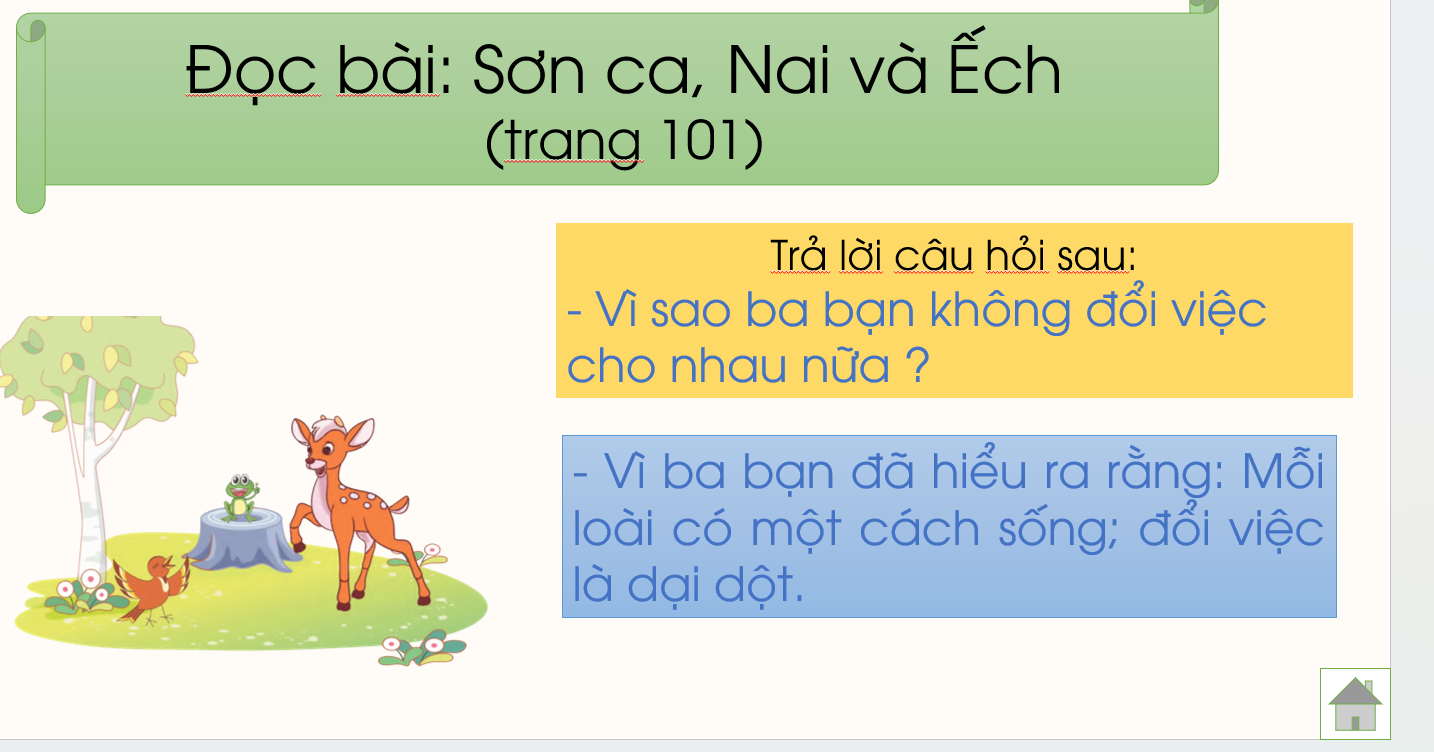 Đọc bài: Sơn ca, Nai và Ếch
(trang 101)
Trả lời câu hỏi sau:
- Vì sao ba bạn không đổi việc
cho nhau nữa ?
- Vì ba bạn đã hiểu ra rằng: Mỗi
loài có một cách sống; đổi việc
là dại dột.